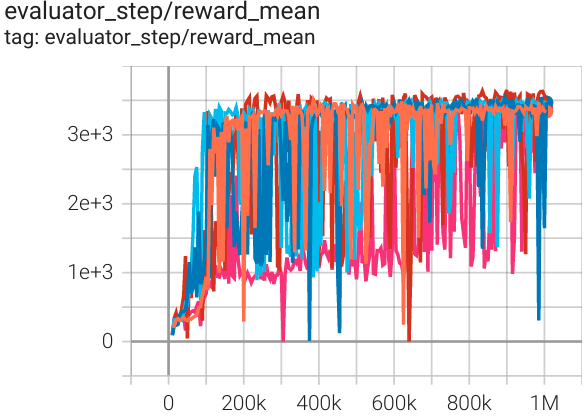 evaluator_step/reward_mean
tag: evaluator_step/reward_mean
3e+3
2e+3
1e+3
0
0 200k 400k 600k 800k 1M